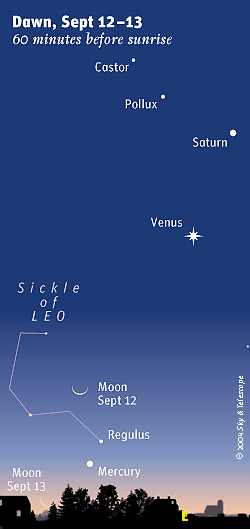 Dawn, Sept 12–13
60 minutes before sunrise
Castor
Pollux
Saturn
Venus
Sickle
of
LEO
Moon
Sept 12
Regulus
Mercury
Moon
Sept 13
E
© 2004 Sky & Telescope